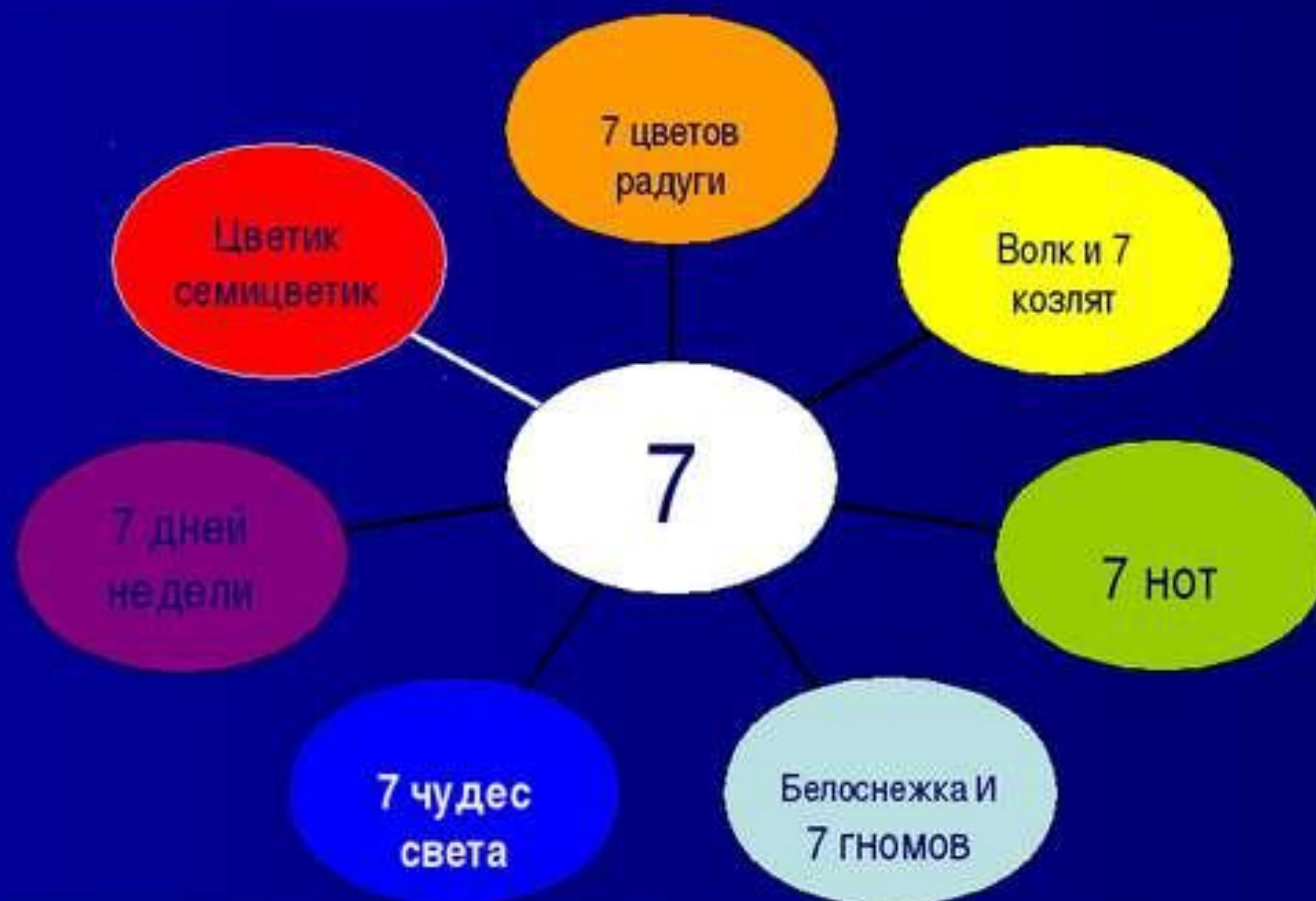 7 цветов
радуги
Цветик
семицветик
Волк и 7
козлят
7
7 дней
недели
7 нот
7 чудес
света
Белоснежка И
7 гномов